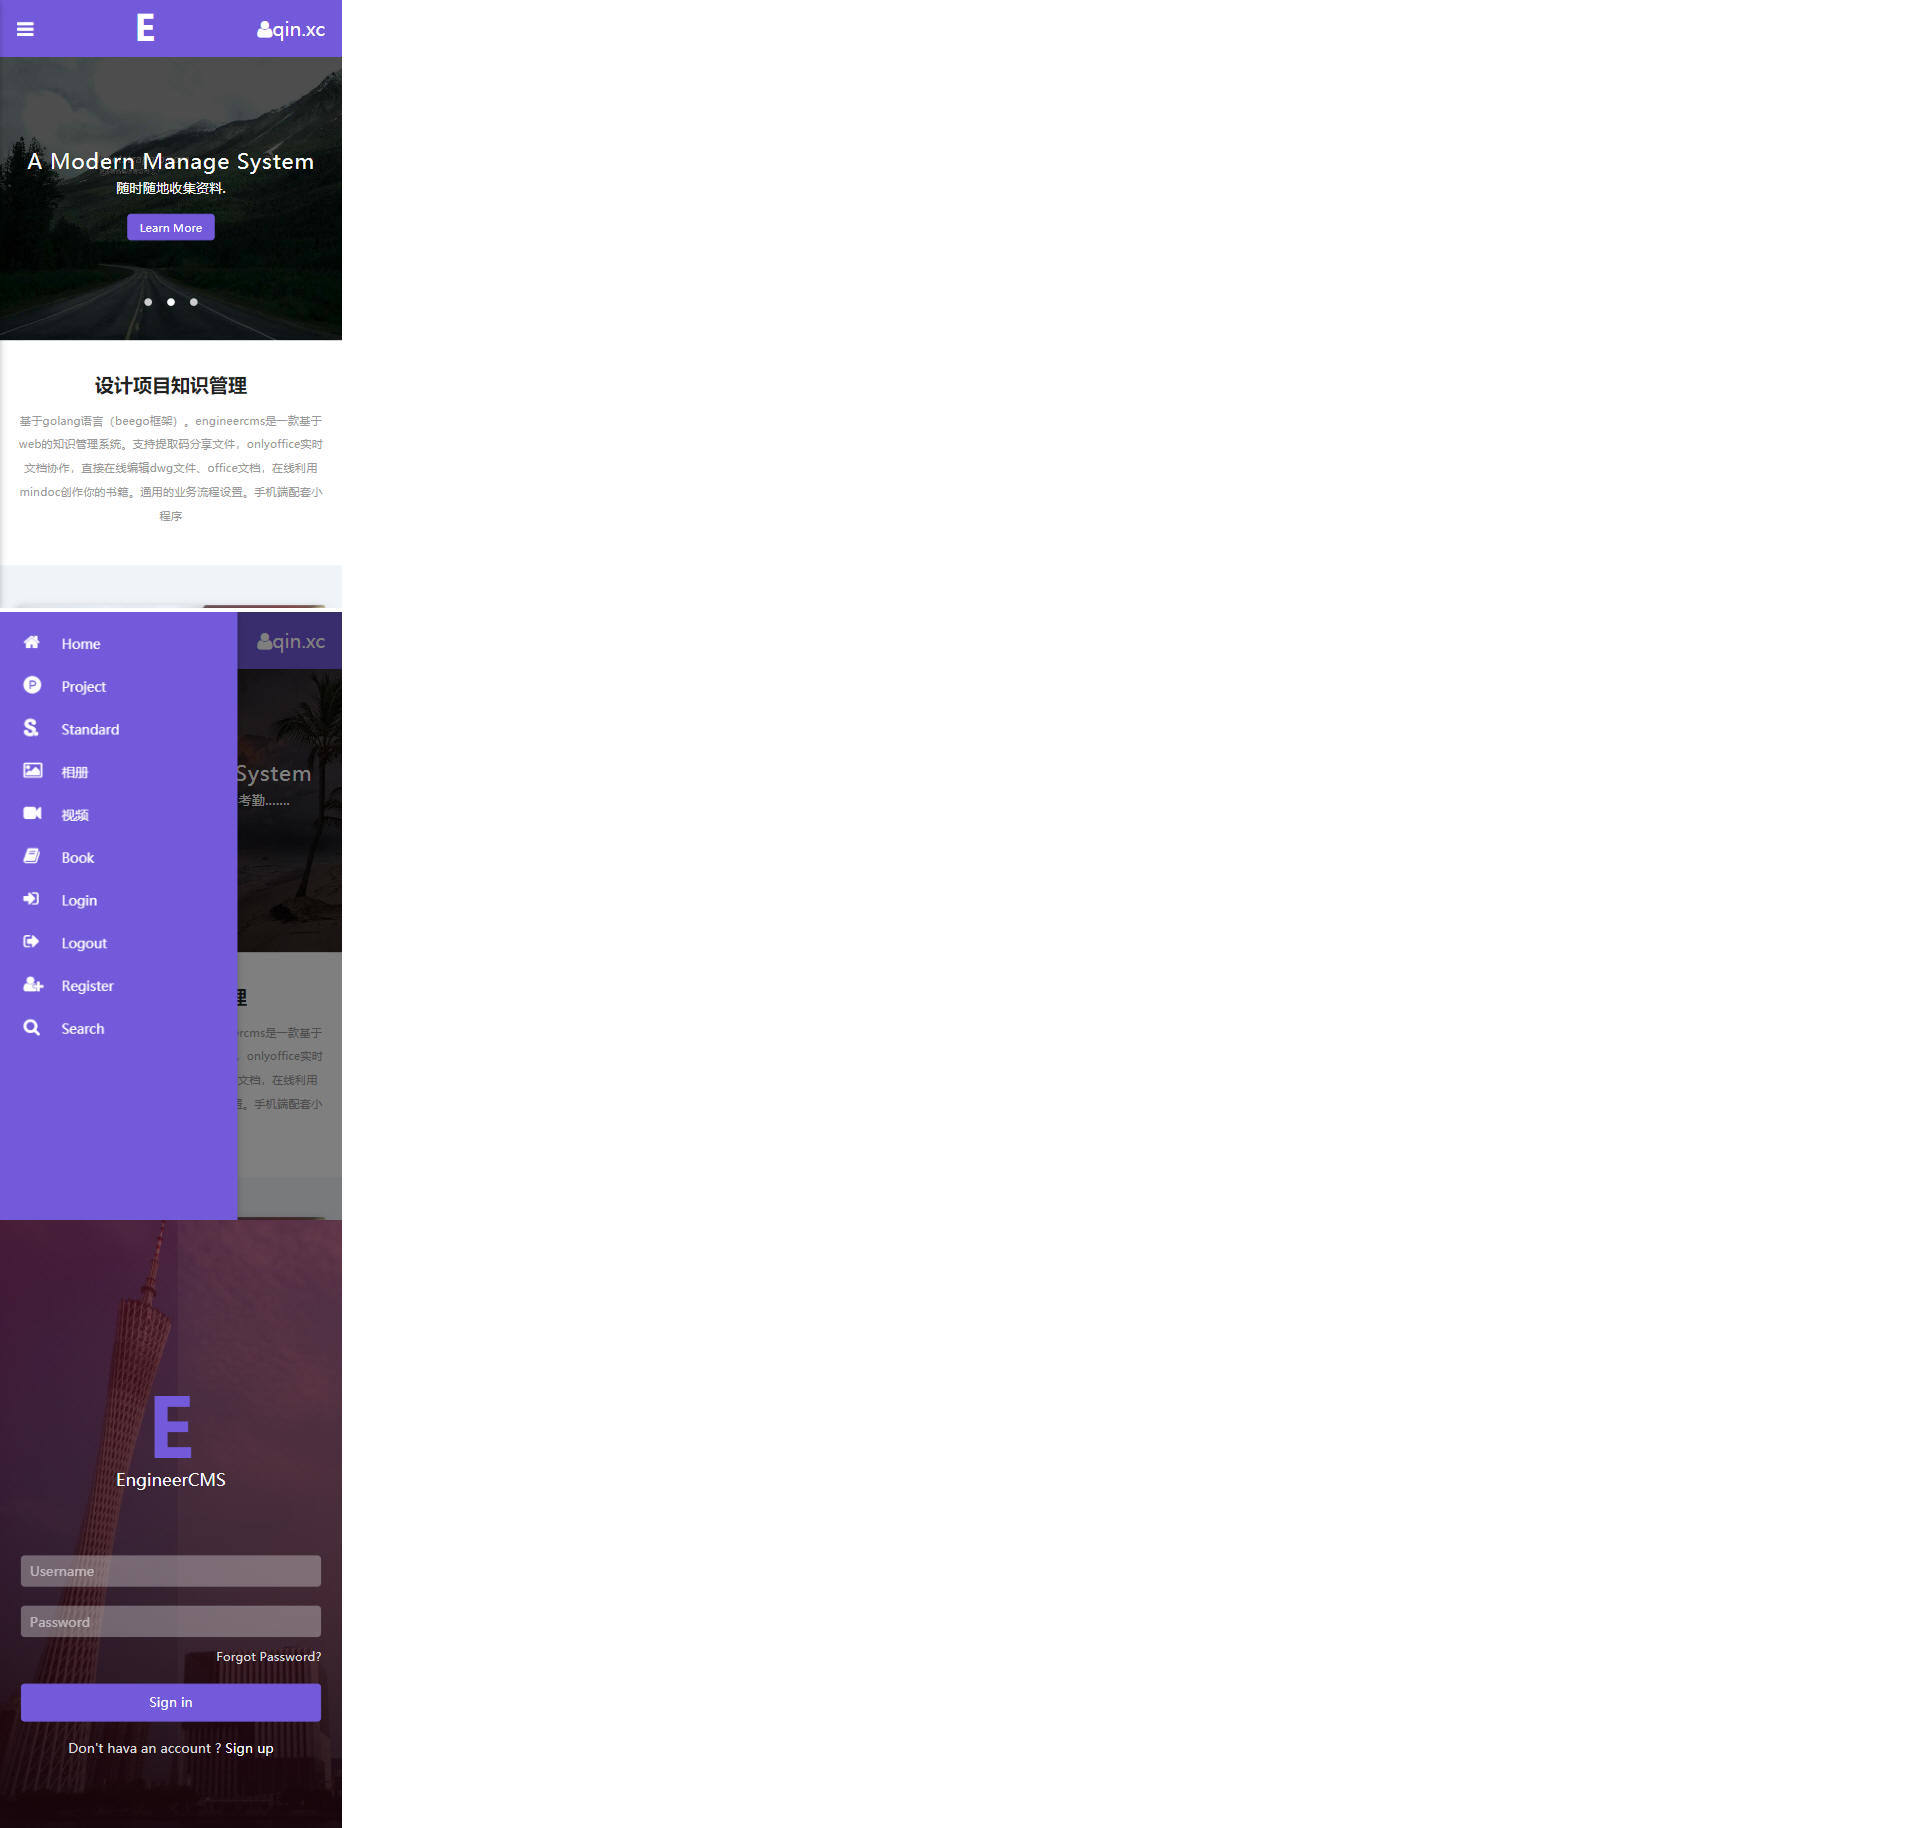 E
qin.xc
A Modern Manage System
随时随地收集资料.
Learn More
设计项目知识管理
基于golang语言（beego框架）。engineercms是一款基于
web的知识管理系统。支持提取码分享文件，onlyoffice实时
文档协作，直接在线编辑dwg文件、office文档，在线利用
mindoc创作你的书籍。通用的业务流程设置。手机端配套小
程序
Home
qin.xc
Project
Standard
相册
System
视频
考勤.......
Book
Login
Logout
Register
理
Search
rcms是一款基于
，onlyoffice实时
文档，在线利用
置。手机端配套小
E
EngineerCMS
Username
Password
Forgot Password?
Sign in
Don't hava an account ? Sign up